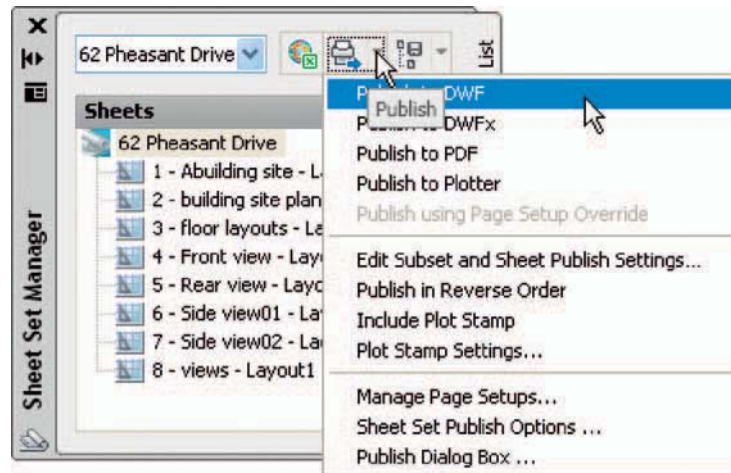 62 Pheasant Drive
List
Sheets
62 Pheasant Drive
1 - Abuilding site - L
2 - building site plan
3 - floor layouts - La
4 - Front view - Layo
5 - Rear view - Layo
6 - Side view01 - La
7 - Side view02 - La
8 - views - Layout1
Sheet Set Manager
DWF
Publish
DWFx
Publish to PDF
Publish to Plotter
Publish using Page Setup Override
Edit Subset and Sheet Publish Settings...
Publish in Reverse Order
Include Plot Stamp
Plot Stamp Settings...
Manage Page Setups...
Sheet Set Publish Options ...
Publish Dialog Box ...